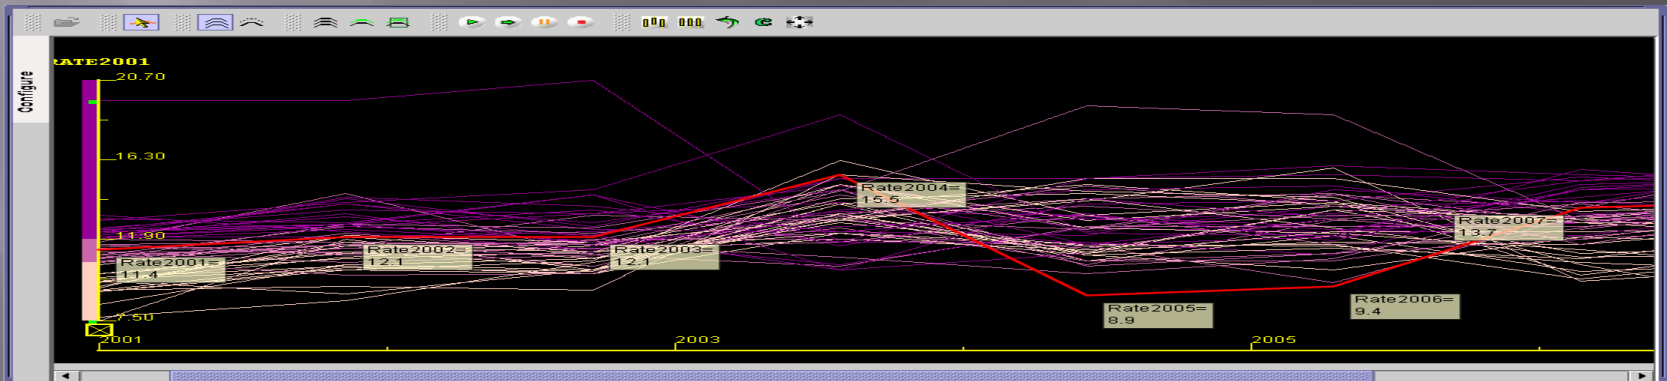 Configure
RATE2001
20.70
16.30
11.90
7.50
Rate2001=
11.4
Rate2002=
12.1
Rate2003=
12.1
Rate2004=
15.5
Rate2005=
8.9
Rate2006=
9.4
Rate2007=
13.7
2001
2003
2005